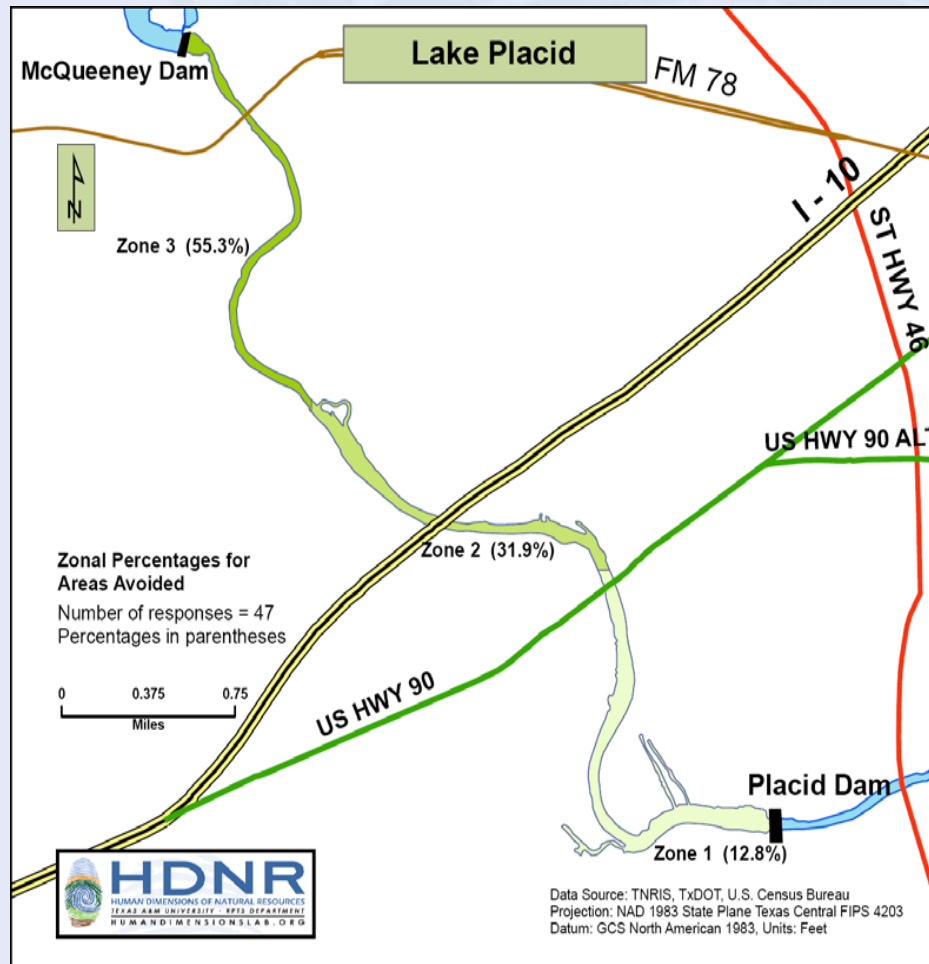 Lake Placid
McQueeney Dam
FM 78
I - 10
N
ST HWY 46
Zone 3 (55.3%)
US HWY 90 ALT
Zone 2 (31.9%)
Zonal Percentages for
Areas Avoided
Number of responses = 47
Percentages in parentheses
0 0.375 0.75
Miles
US HWY 90
Placid Dam
Zone 1 (12.8%)
HDNR
HUMAN DIMENSIONS OF NATURAL RESOURCES
TEXAS A&M UNIVERSITY - RPTS DEPARTMENT
HUMANDIMENSIONSLAB.ORG
Data Source: TNRIS, TxDOT, U.S. Census Bureau
Projection: NAD 1983 State Plane Texas Central FIPS 4203
Datum: GCS North American 1983, Units: Feet